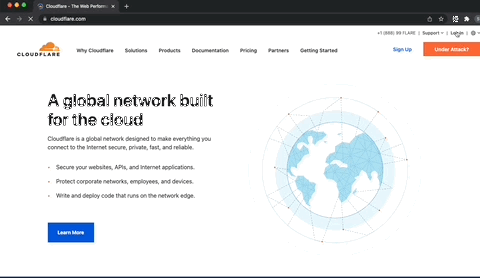 Cloudflare - The Web Perform
cloudflare.com
+1 (888) 99 FLARE | Support | Log In
CLOUDFLARE
Why Cloudflare Solutions Products Documentation Pricing Partners Getting Started Sign Up Under Attack?
A global network built
for the cloud
Cloudflare is a global network designed to make everything you
connect to the Internet secure, private, fast, and reliable.
- Secure your websites, APIs, and Internet applications.
- Protect corporate networks, employees, and devices.
- Write and deploy code that runs on the network edge.
Learn More